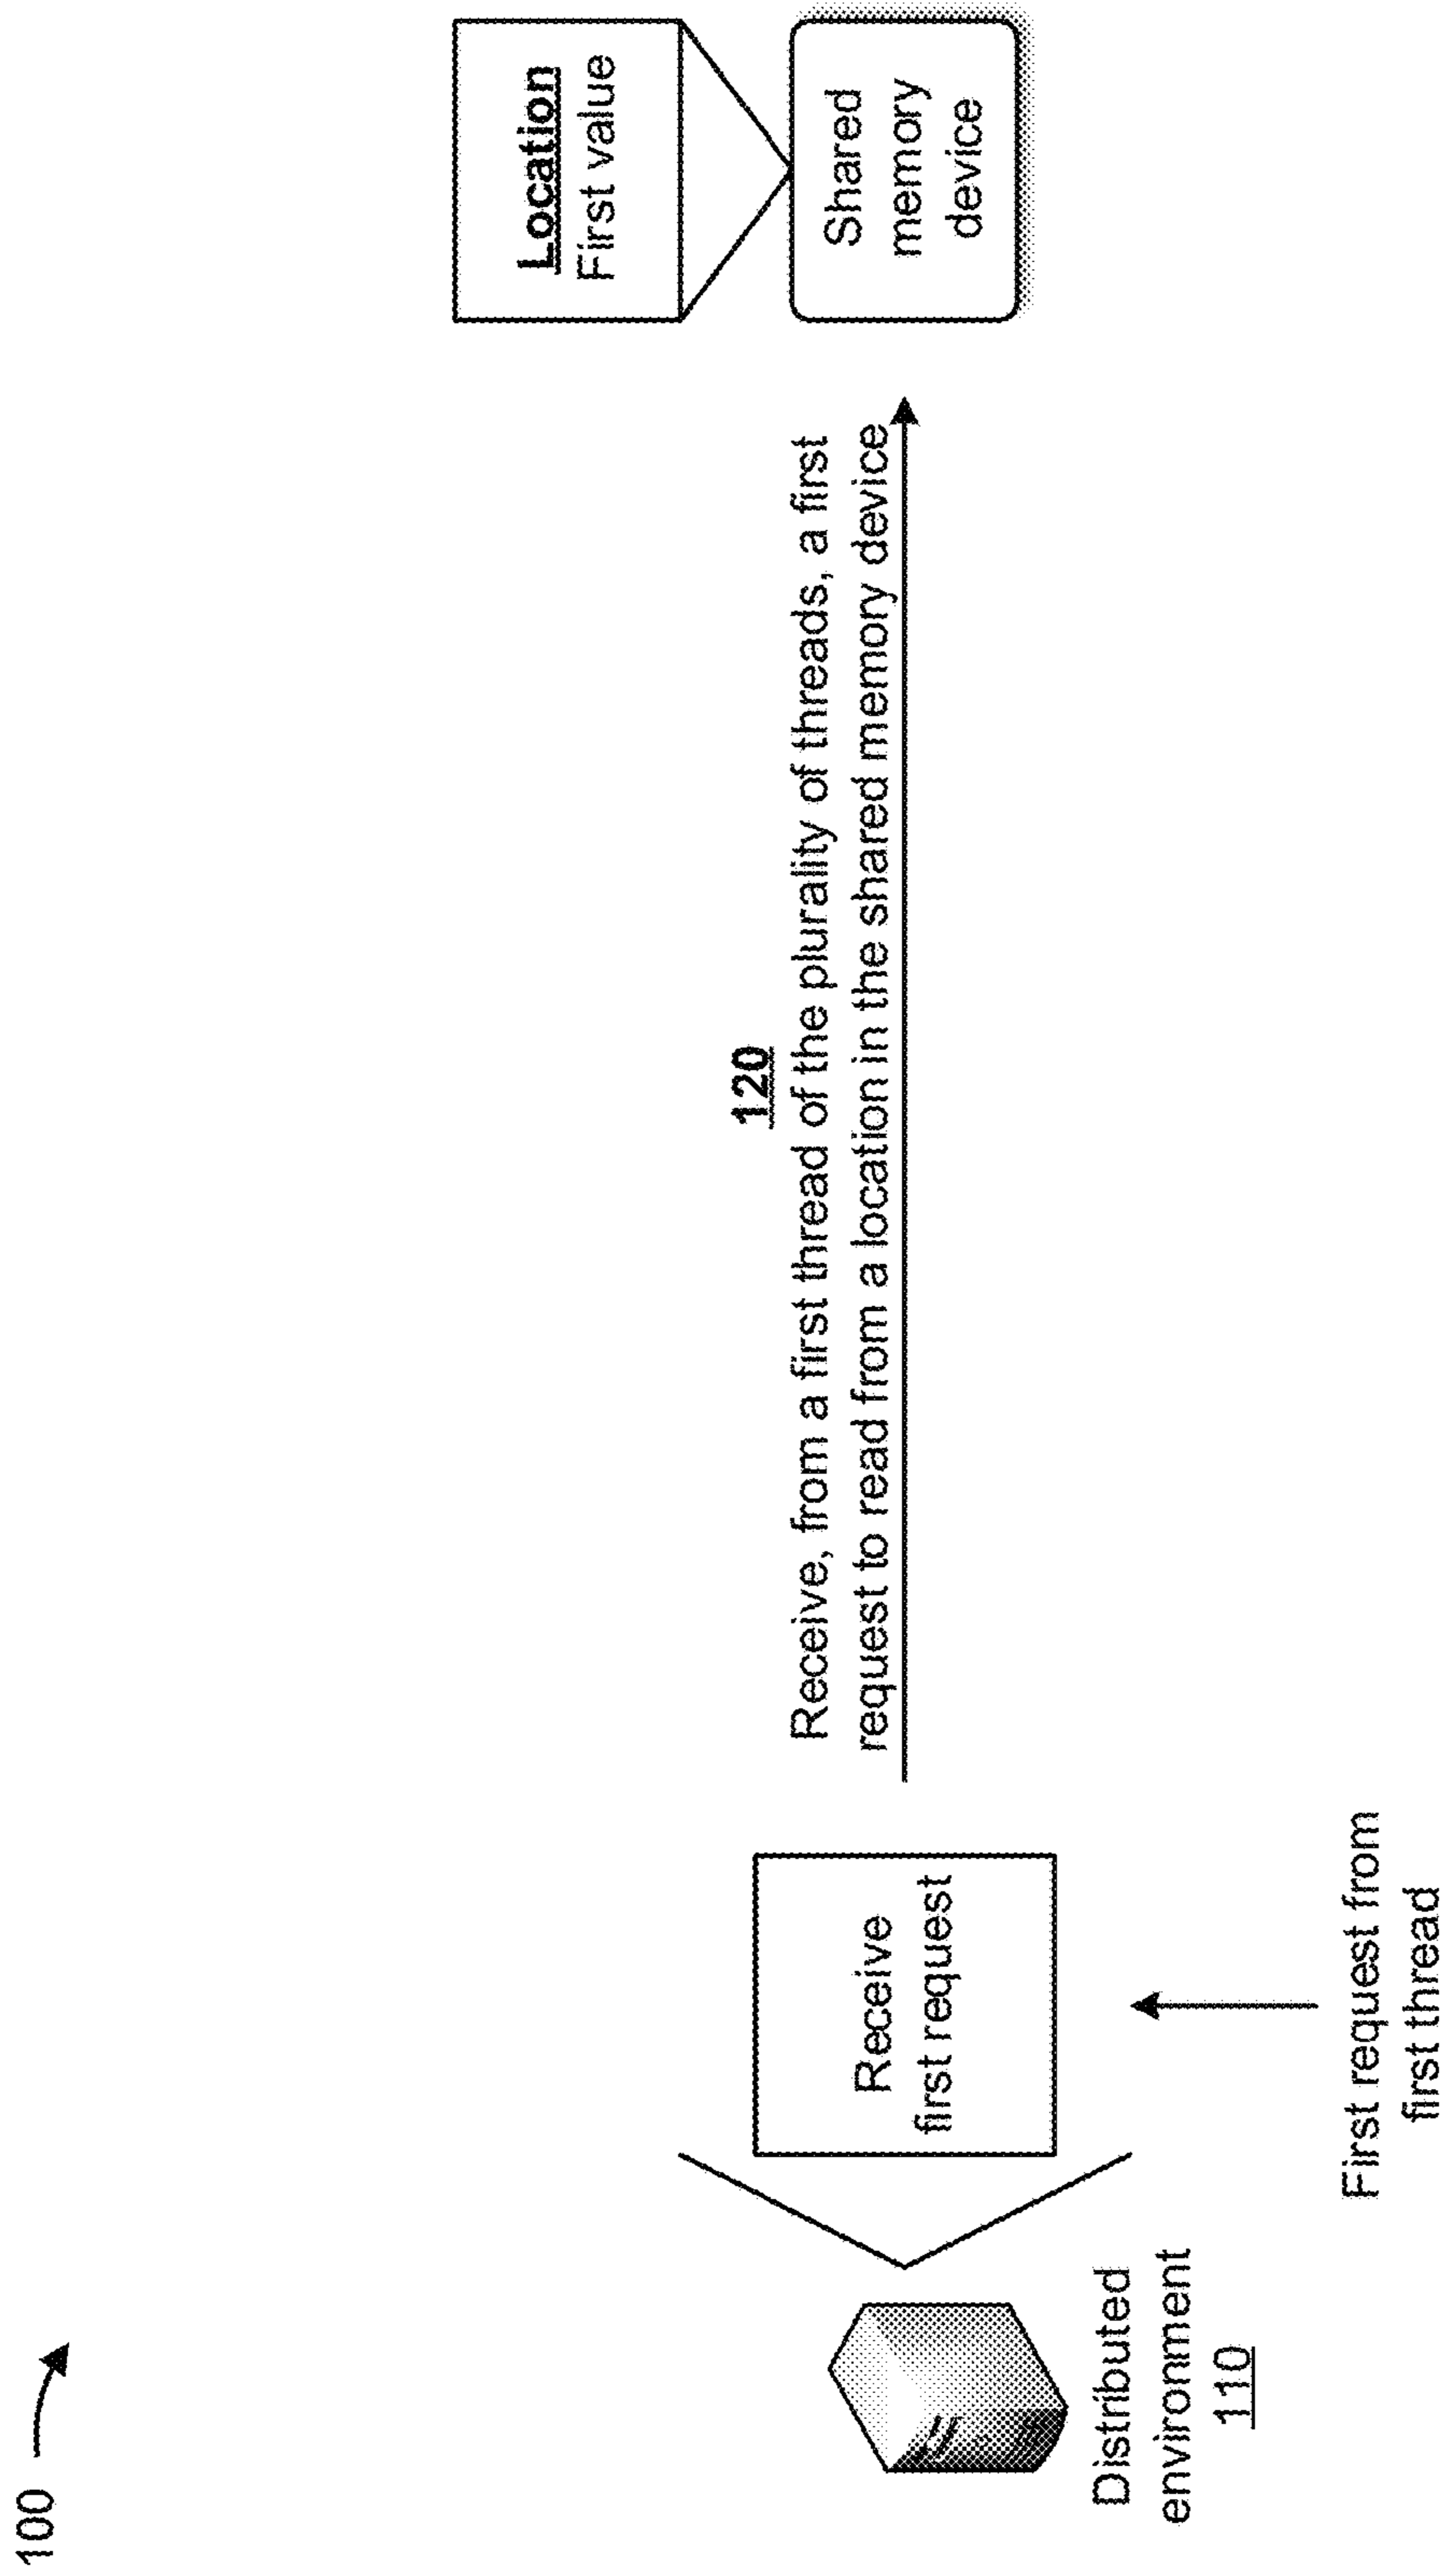 100
120
Receive, from a first thread of the plurality of threads, a first
request to read from a location in the shared memory device
Location
First value
Shared
memory
device
Receive
first request
Distributed
environment
110
First request from
first thread